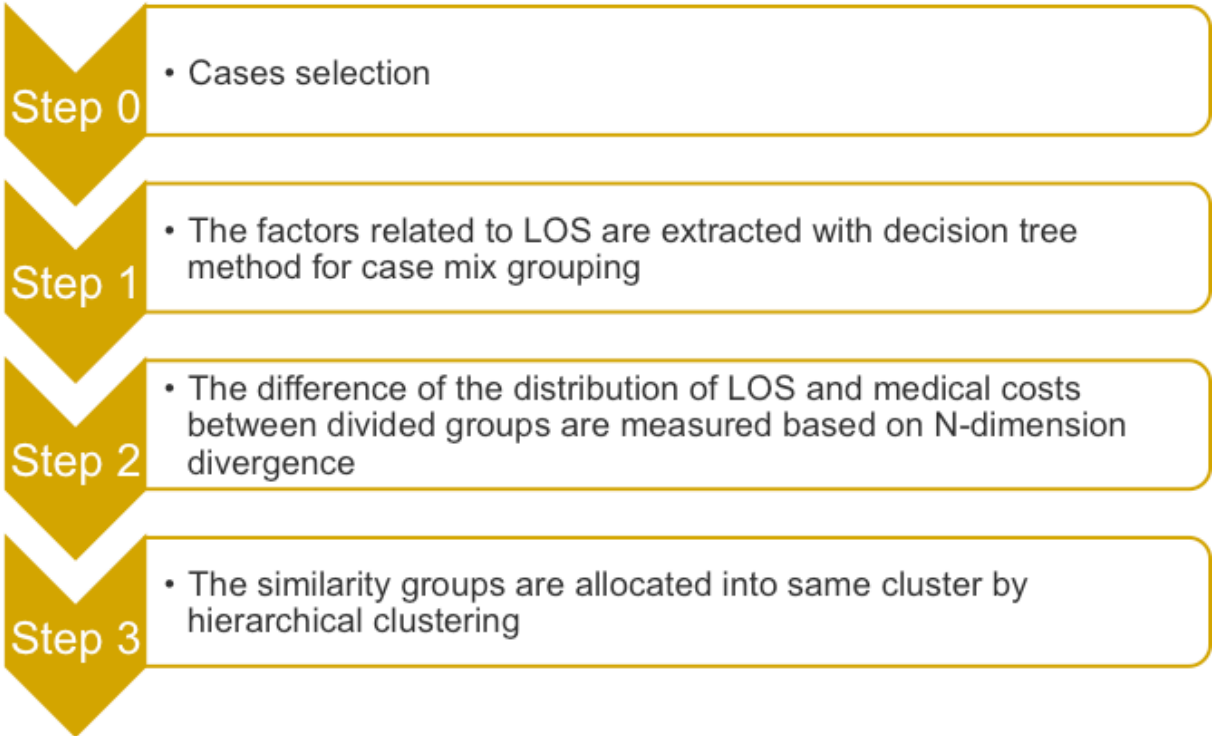 Step 0
• Cases selection
Step 1
• The factors related to LOS are extracted with decision tree
method for case mix grouping
Step 2
• The difference of the distribution of LOS and medical costs
between divided groups are measured based on N-dimension
divergence
Step 3
• The similarity groups are allocated into same cluster by
hierarchical clustering